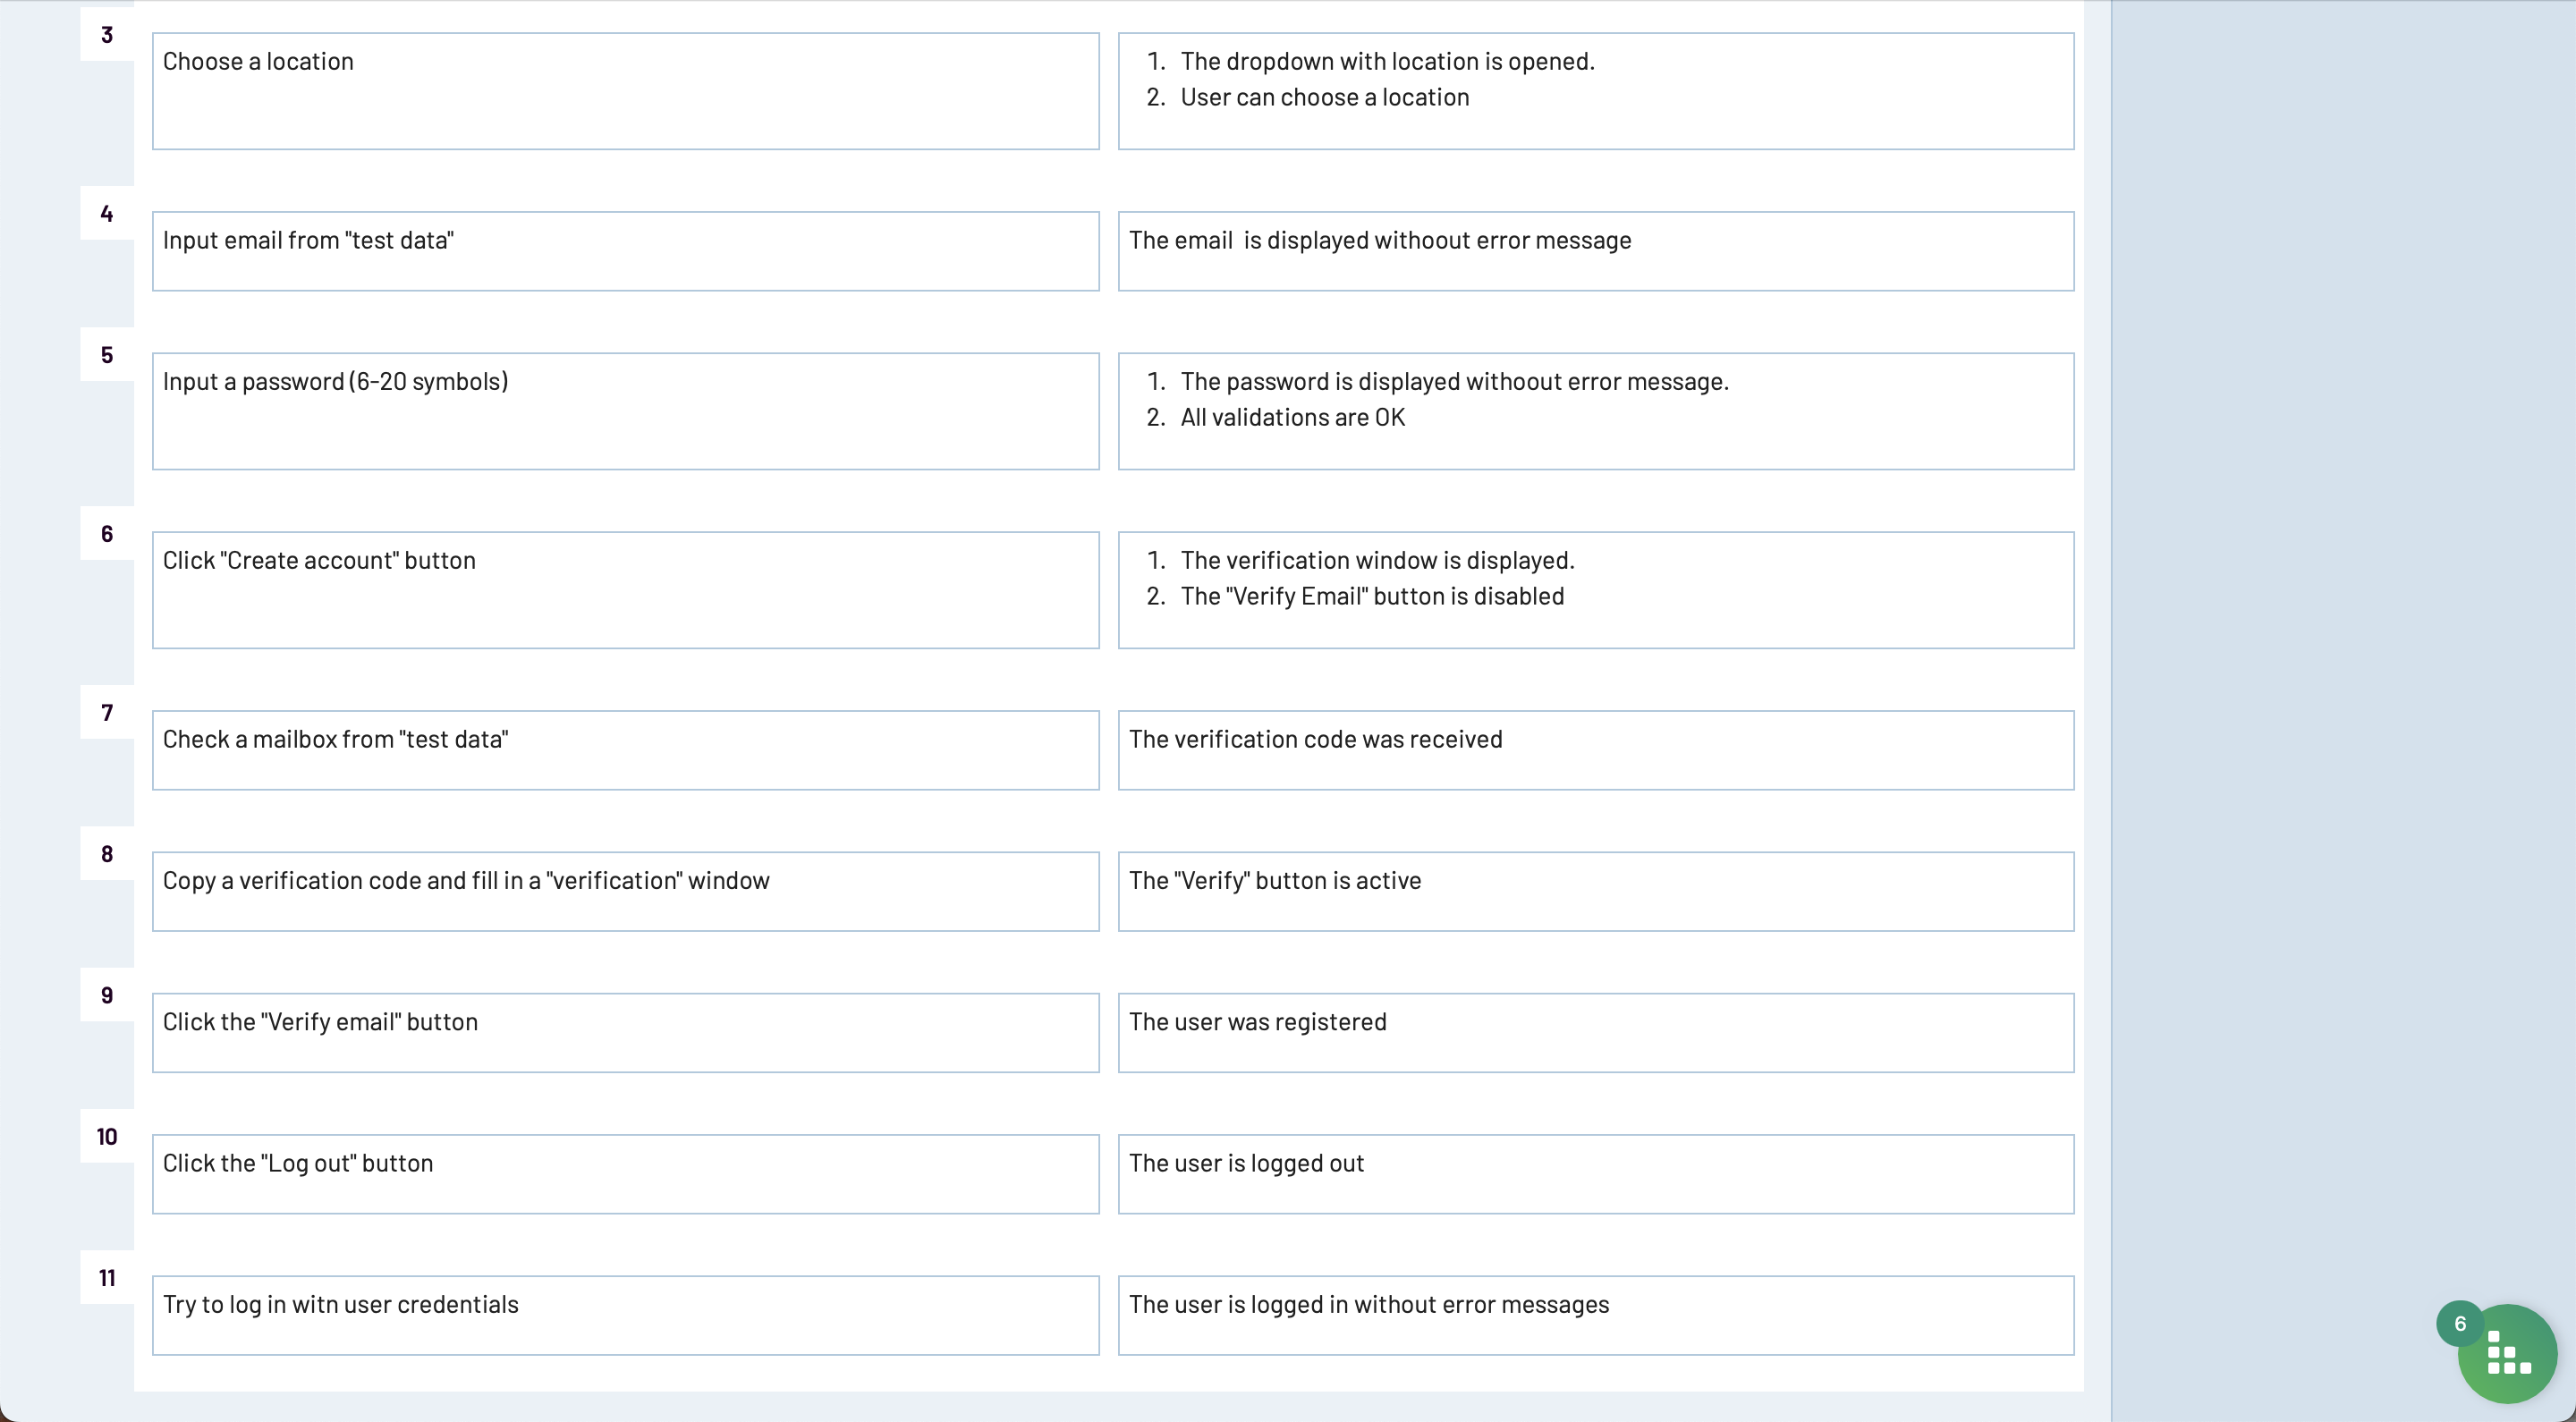 3
Choose a location
1. The dropdown with location is opened.
2. User can choose a location
4
Input email from "test data"
The email  is displayed withoout error message
5
Input a password (6-20 symbols)
1. The password is displayed withoout error message.
2. All validations are OK
6
Click "Create account" button
1. The verification window is displayed.
2. The "Verify Email" button is disabled
7
Check a mailbox from "test data"
The verification code was received
8
Copy a verification code and fill in a "verification" window
The "Verify" button is active
9
Click the "Verify email" button
The user was registered
10
Click the "Log out" button
The user is logged out
11
Try to log in witn user credentials
The user is logged in without error messages
6